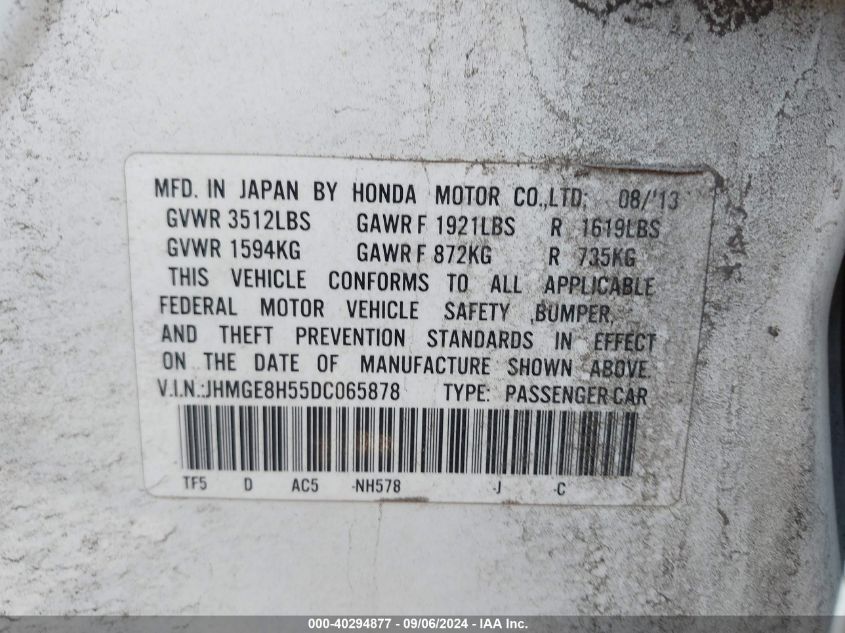 MFD. IN JAPAN BY HONDA MOTOR CO.,LTD; 08/'13
GVWR 3512LBS GAWR F 1921LBS R 1619LBS
GVWR 1594KG GAWR F 872KG R 735KG
THIS VEHICLE CONFORMS TO ALL APPLICABLE
FEDERAL MOTOR VEHICLE SAFETY ,BUMPER,
AND THEFT PREVENTION STANDARDS IN EFFECT
ON THE DATE OF MANUFACTURE SHOWN ABOVE.
V.I.N.:JHMGE8H55DC065878 TYPE: PASSENGER CAR
TF5 D AC5 -NH578 -J -C
000-40294877 - 09/06/2024 - IAA Inc.